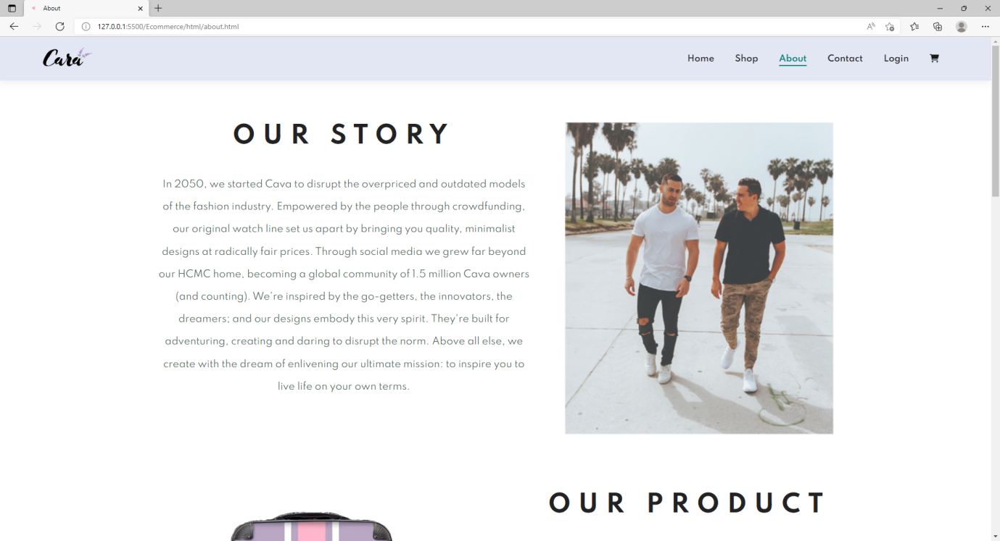 About
127.0.0.1:5500/Ecommerce/html/about.html
Cara
Home Shop About Contact Login
OUR STORY
In 2050, we started Cava to disrupt the overpriced and outdated models
of the fashion industry. Empowered by the people through crowdfunding,
our original watch line set us apart by bringing you quality, minimalist
designs at radically fair prices. Through social media we grew far beyond
our HCMC home, becoming a global community of 1.5 million Cava owners
(and counting). We're inspired by the go-getters, the innovators, the
dreamers; and our designs embody this very spirit. They're built for
adventuring, creating and daring to disrupt the norm. Above all else, we
create with the dream of enlivening our ultimate mission: to inspire you to
live life on your own terms.
OUR PRODUCT